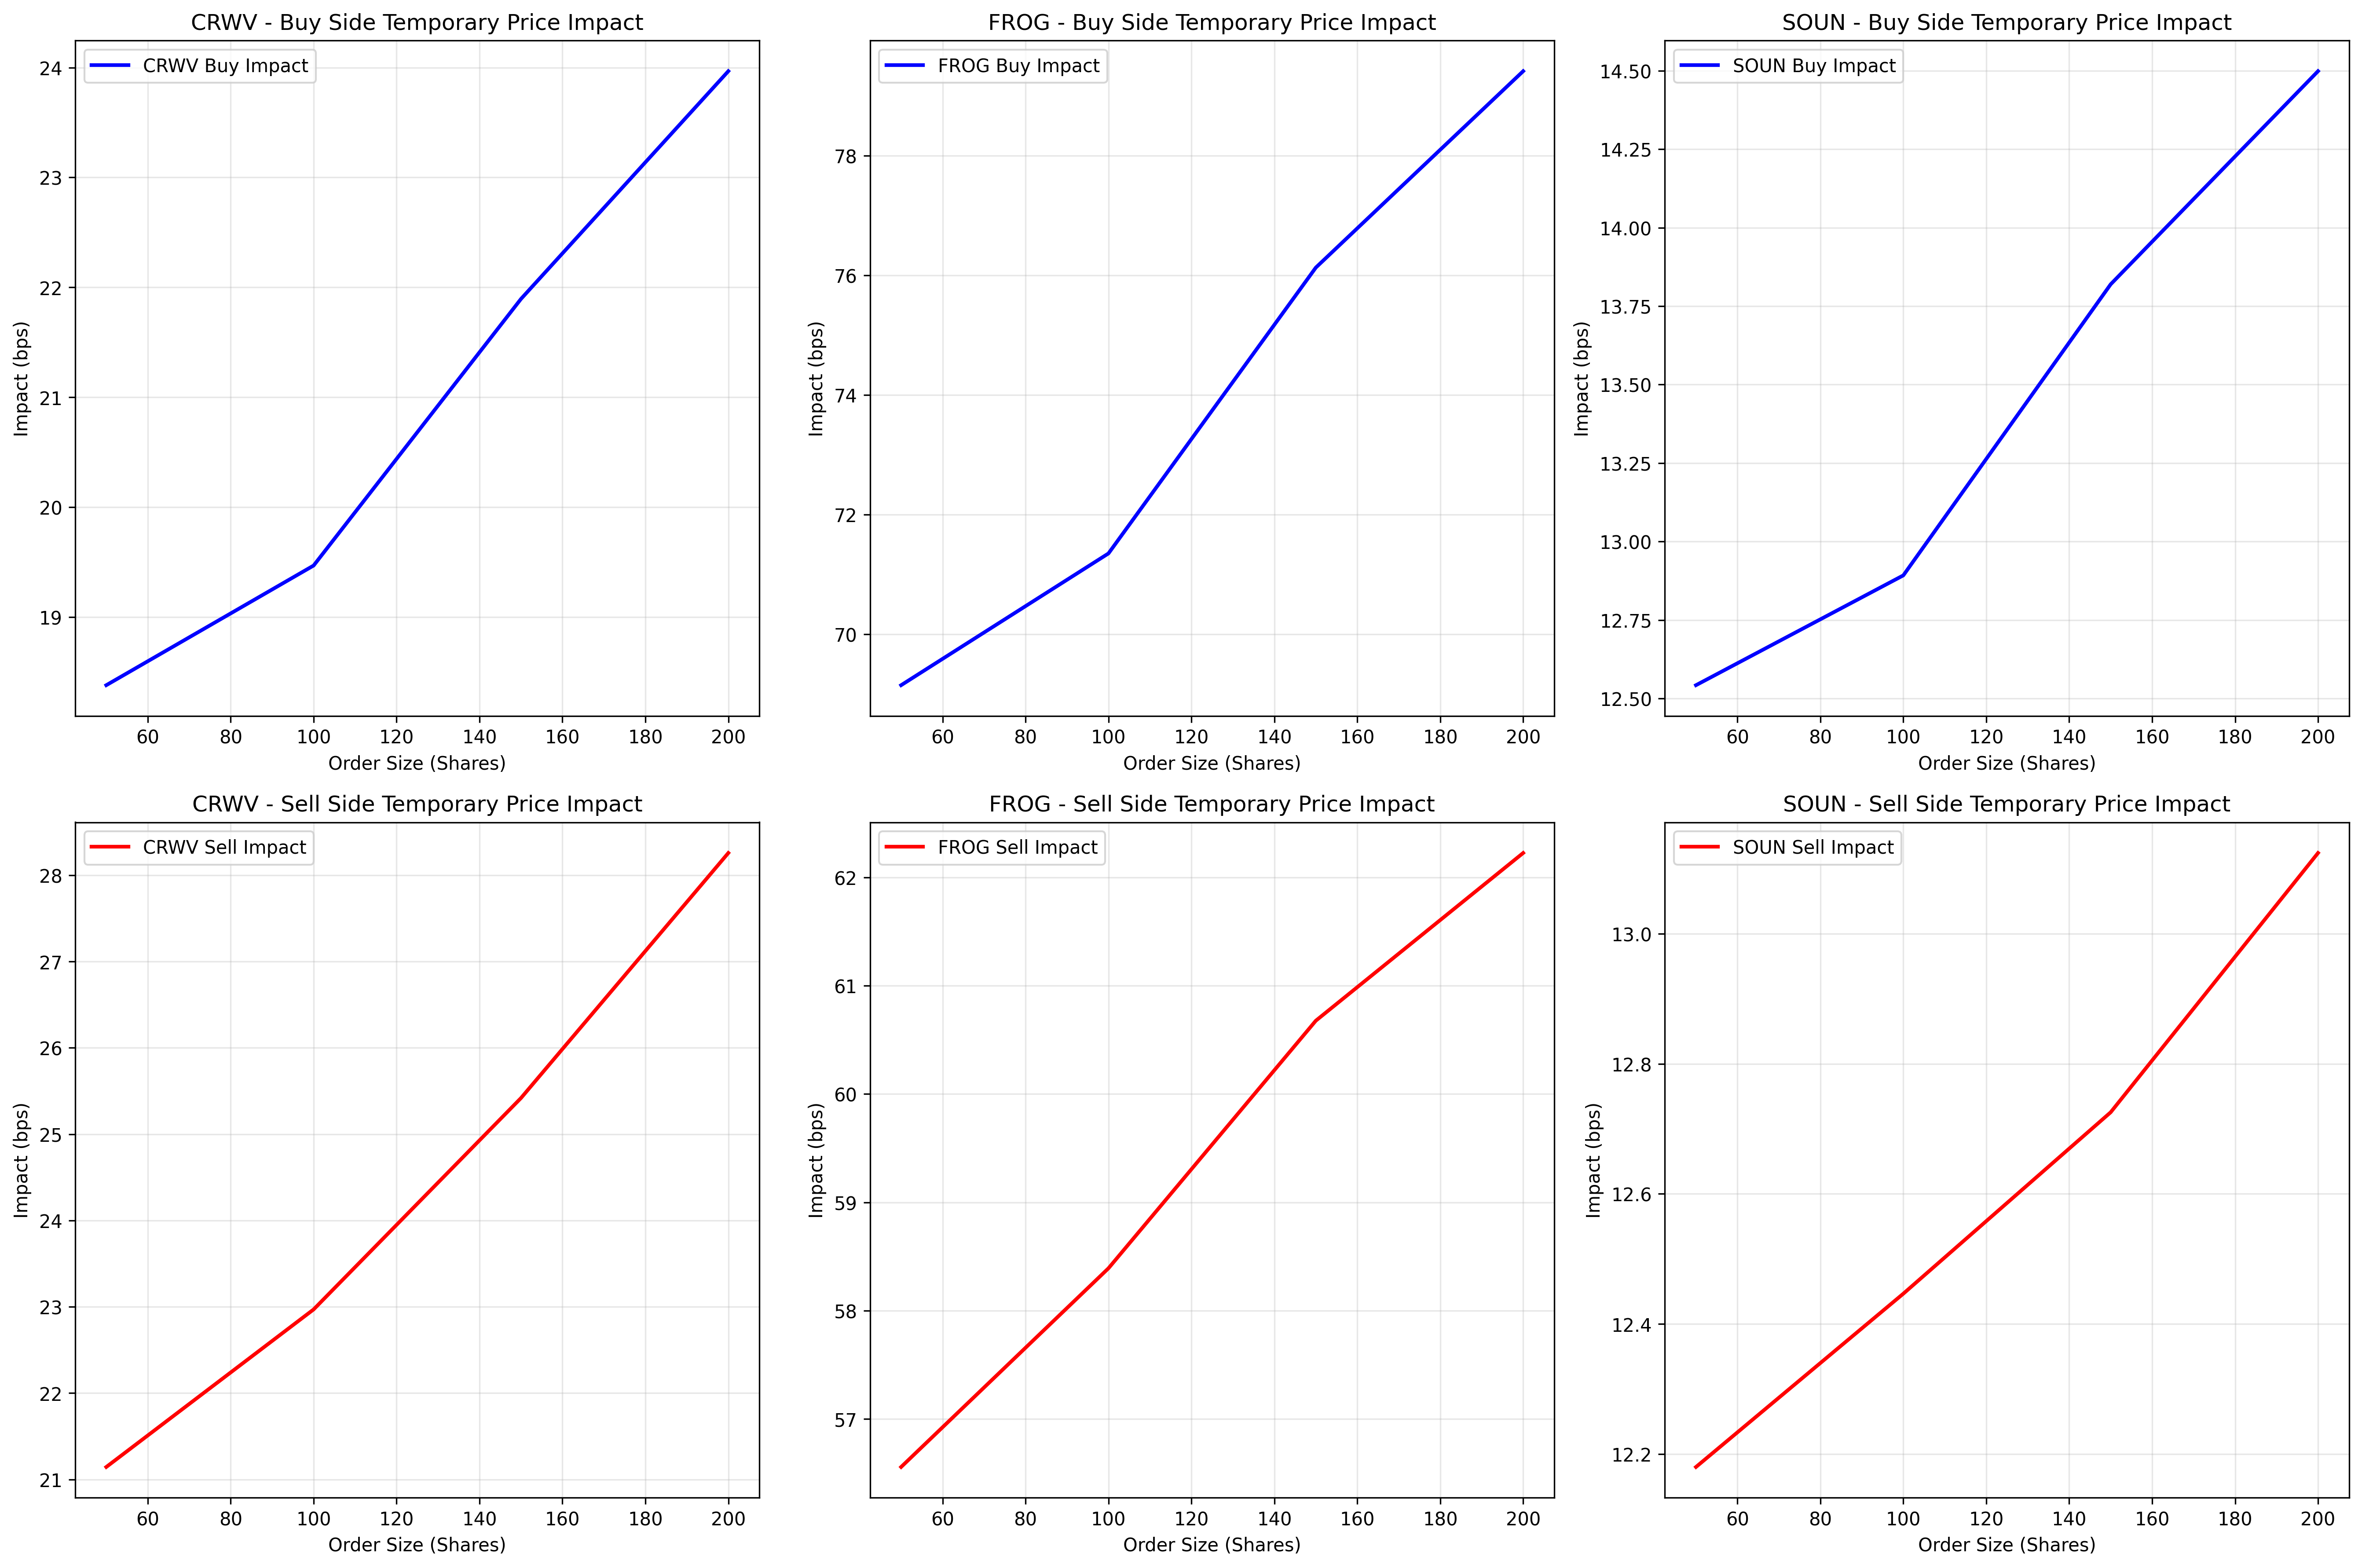 CRWV - Buy Side Temporary Price Impact
CRWV Buy Impact
24
23
22
21
20
19
Impact (bps)
60 80 100 120 140 160 180 200
Order Size (Shares)
FROG - Buy Side Temporary Price Impact
FROG Buy Impact
78
76
74
72
70
Impact (bps)
60 80 100 120 140 160 180 200
Order Size (Shares)
SOUN - Buy Side Temporary Price Impact
SOUN Buy Impact
14.50
14.25
14.00
13.75
13.50
13.25
13.00
12.75
12.50
Impact (bps)
60 80 100 120 140 160 180 200
Order Size (Shares)
CRWV - Sell Side Temporary Price Impact
CRWV Sell Impact
28
27
26
25
24
23
22
21
Impact (bps)
60 80 100 120 140 160 180 200
Order Size (Shares)
FROG - Sell Side Temporary Price Impact
FROG Sell Impact
62
61
60
59
58
57
Impact (bps)
60 80 100 120 140 160 180 200
Order Size (Shares)
SOUN - Sell Side Temporary Price Impact
SOUN Sell Impact
13.0
12.8
12.6
12.4
12.2
Impact (bps)
60 80 100 120 140 160 180 200
Order Size (Shares)